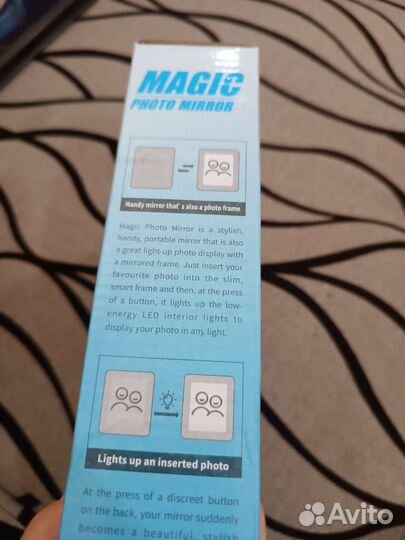 MAGIC
PHOTO MIRROR
Handy mirror that's also a photo frame
Magic Photo Mirror is a stylish,
handy, portable mirror that is also
a great light-up photo display with
a mirrored frame. Just insert your
favourite photo into the slim,
smart frame and then, at the press
of a button, it lights up the low-
energy LED interior lights to
display your photo in any light.
Lights up an inserted photo
At the press of a discreet button
on the back, your mirror suddenly
becomes a beautiful, stylish
Avito